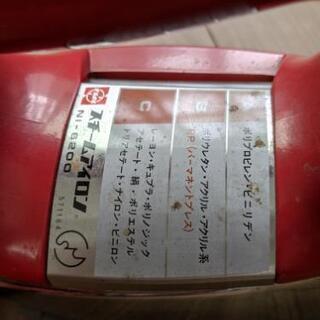 スチームアイロン
NI-6200
571184
C
レーヨン・キュプラ・ポリノジック
アセテート・絹・ポリエステル
トリアセテート・ナイロン・ビニロン
B
ポリウレタン・アクリル・アクリル系
PP(パーマネントプレス)
A
ポリプロピレン・ビニリデン